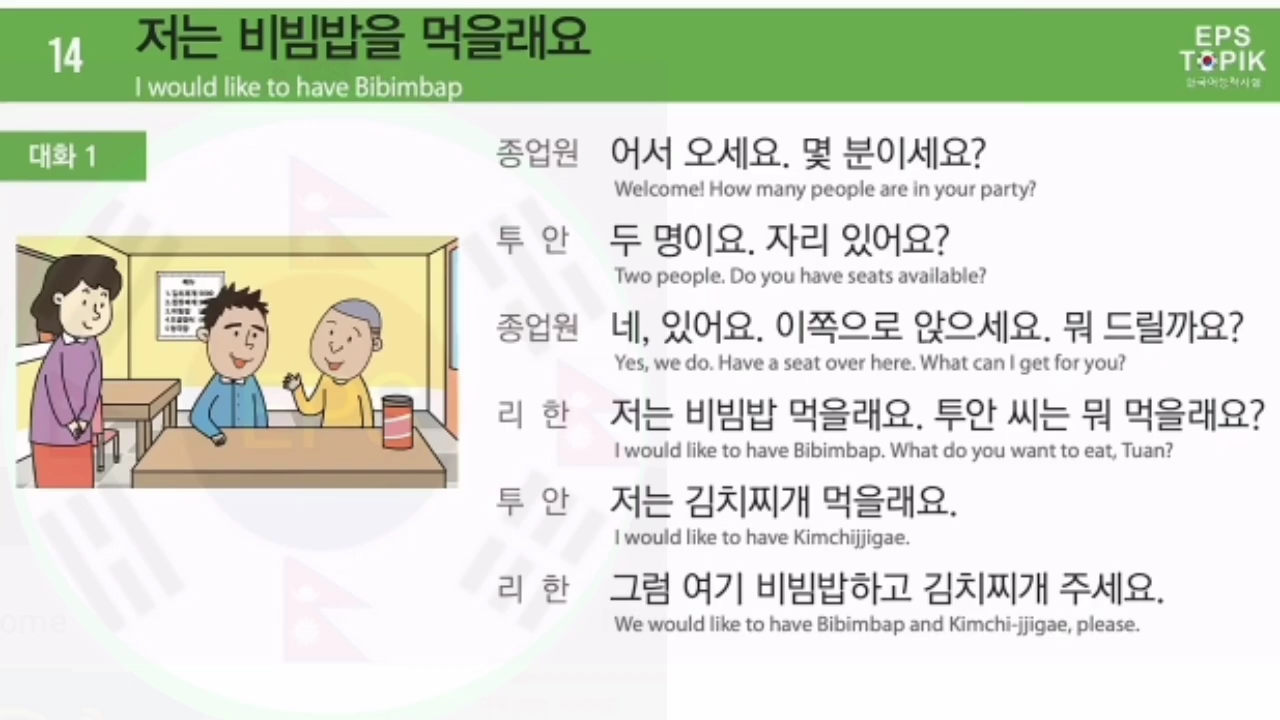 14
저는 비빔밥을 먹을래요
I would like to have Bibimbap
EPS
TOPIK
한국어능력시험
대화 1
종업원 어서 오세요. 몇 분이세요?
Welcome! How many people are in your party?
투 안 두 명이요. 자리 있어요?
Two people. Do you have seats available?
종업원 네, 있어요. 이쪽으로 앉으세요. 뭐 드릴까요?
Yes, we do. Have a seat over here. What can I get for you?
리 한 저는 비빔밥 먹을래요. 투안 씨는 뭐 먹을래요?
I would like to have Bibimbap. What do you want to eat, Tuan?
투 안 저는 김치찌개 먹을래요.
I would like to have Kimchijjigae.
리 한 그럼 여기 비빔밥하고 김치찌개 주세요.
We would like to have Bibimbap and Kimchi-jjigae, please.